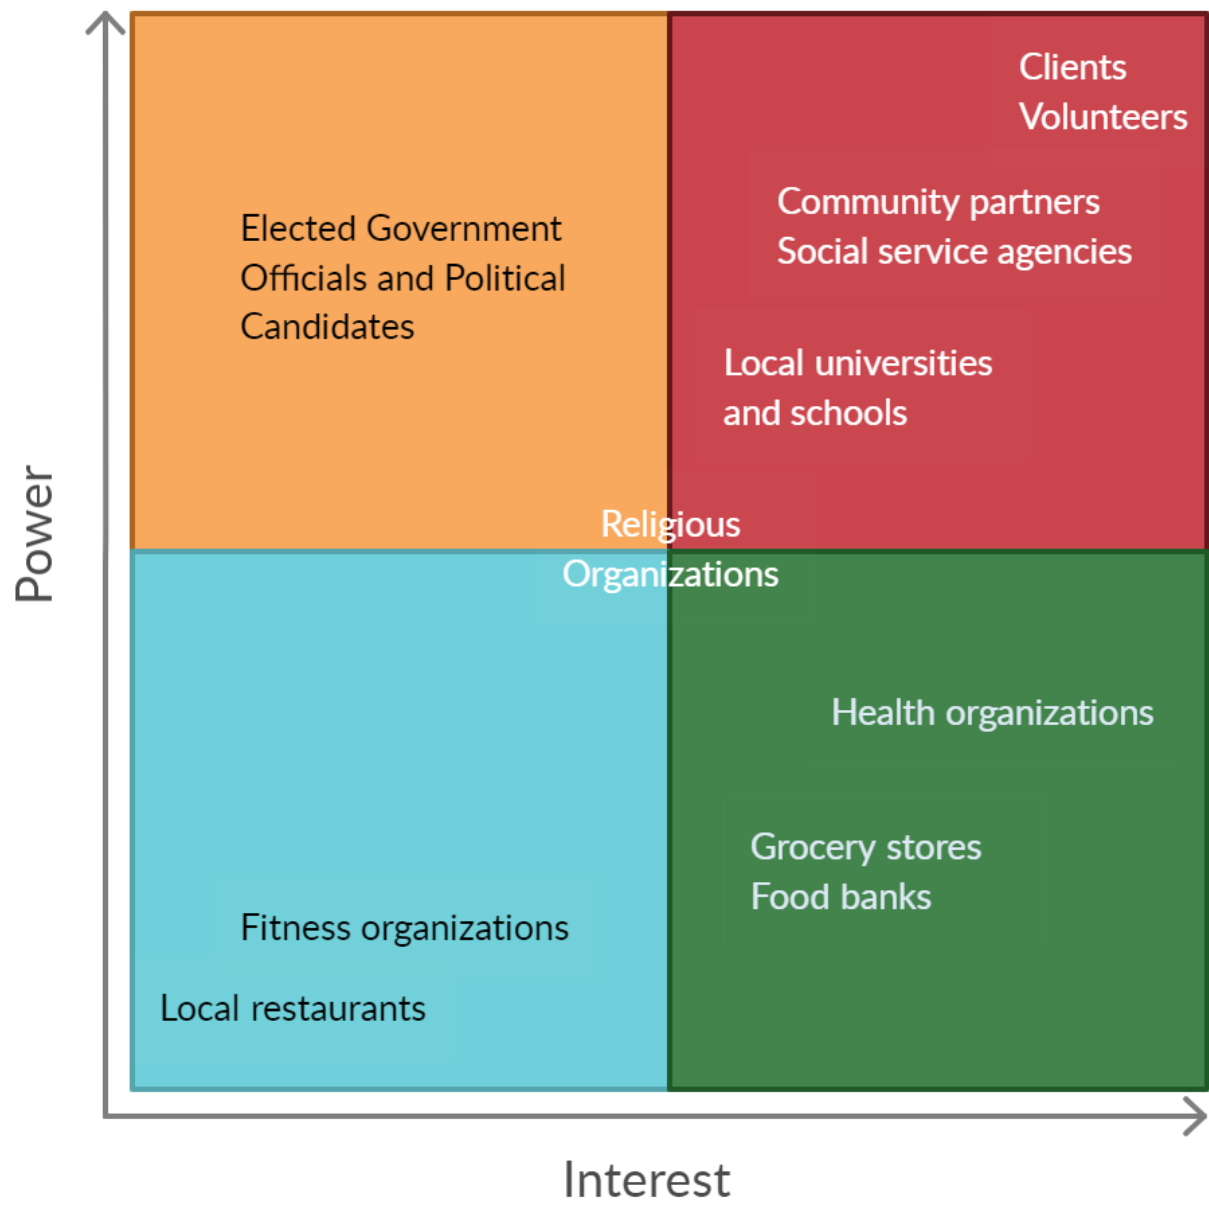 Clients
Volunteers
Community partners
Social service agencies
Elected Government
Officials and Political
Candidates
Local universities
and schools
Religious
Organizations
Health organizations
Grocery stores
Food banks
Fitness organizations
Local restaurants
Power
Interest